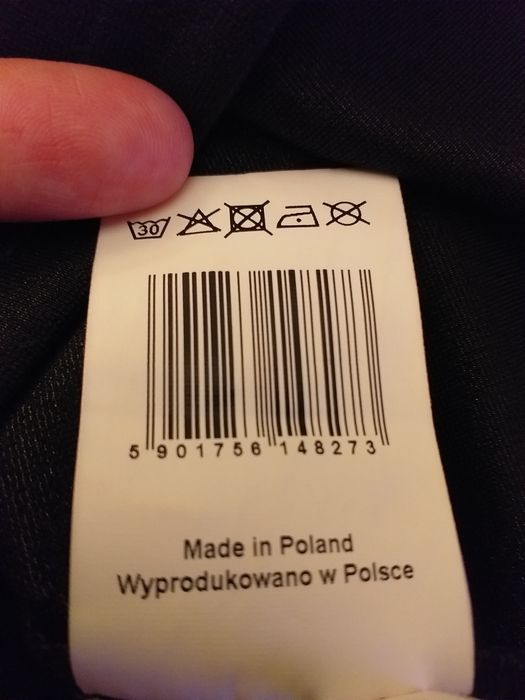 30
5 901756 148273
Made in Poland
Wyprodukowano w Polsce